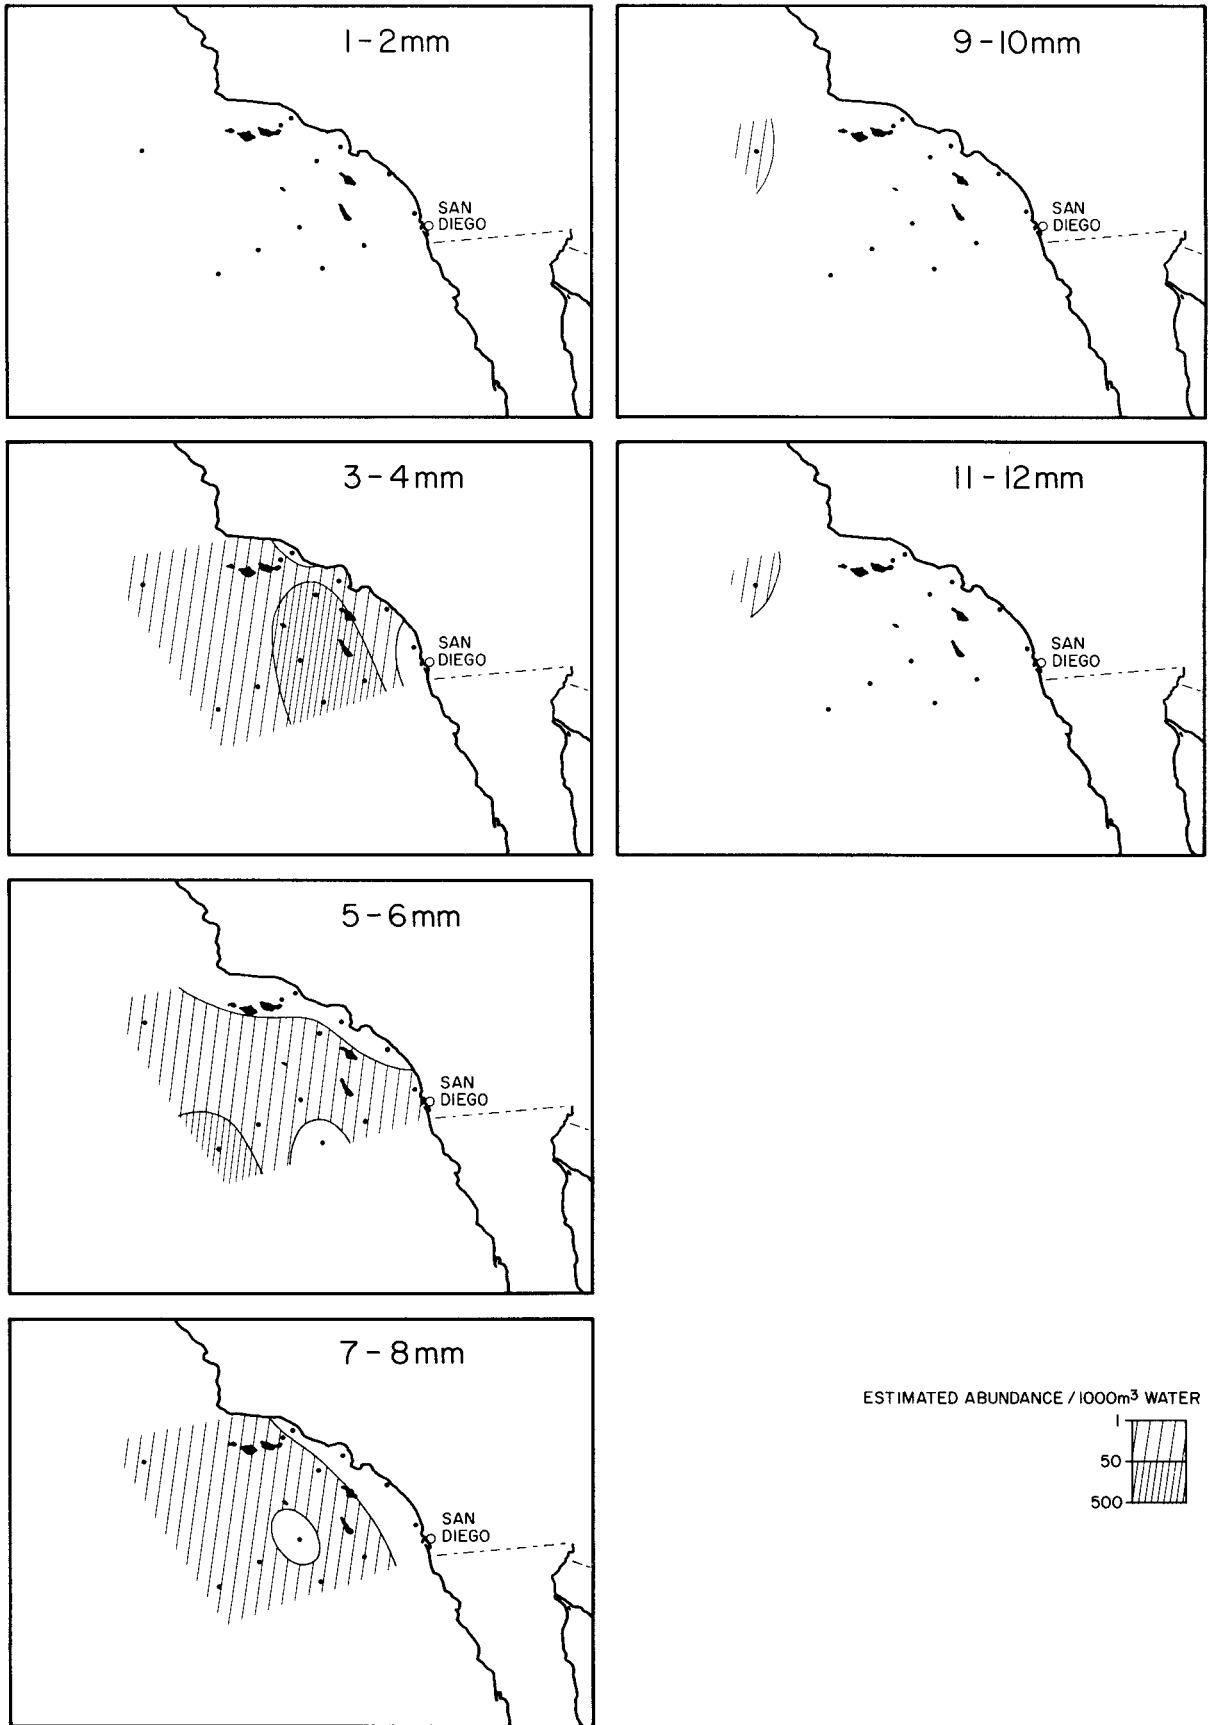 1-2mm
SAN
DIEGO
3-4mm
SAN
DIEGO
5-6mm
SAN
DIEGO
7-8mm
SAN
DIEGO
9-10mm
SAN
DIEGO
11-12mm
SAN
DIEGO
ESTIMATED ABUNDANCE / 1000m³ WATER
1
50
500